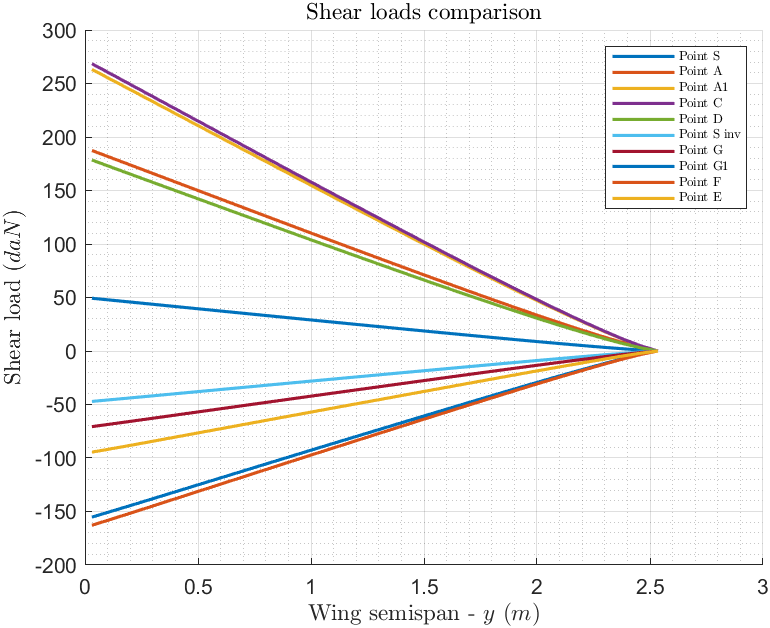 Shear loads comparison
300
250
200
150
100
50
0
-50
-100
-150
-200
Shear load (daN)
Point S
Point A
Point A1
Point C
Point D
Point S inv
Point G
Point G1
Point F
Point E
0
0.5
1
1.5
2
2.5
3
Wing semispan - y (m)